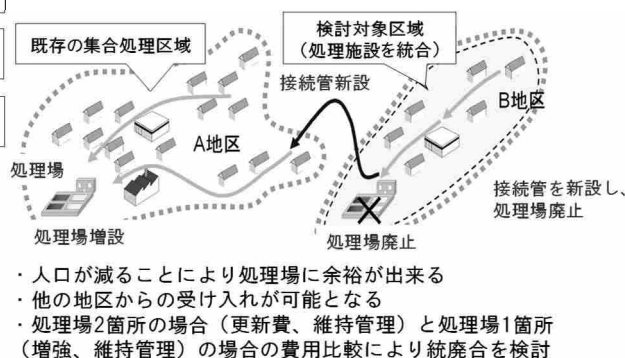 既存の集合処理区域
検討対象区域
（処理施設を統合）
接続管新設
B地区
A地区
処理場
接続管を新設し、
処理場廃止
処理場増設
処理場廃止
・人口が減ることにより処理場に余裕が出来る
・他の地区からの受け入れが可能となる
・処理場2箇所の場合（更新費、維持管理）と処理場1箇所
（増強、維持管理）の場合の費用比較により統廃合を検討